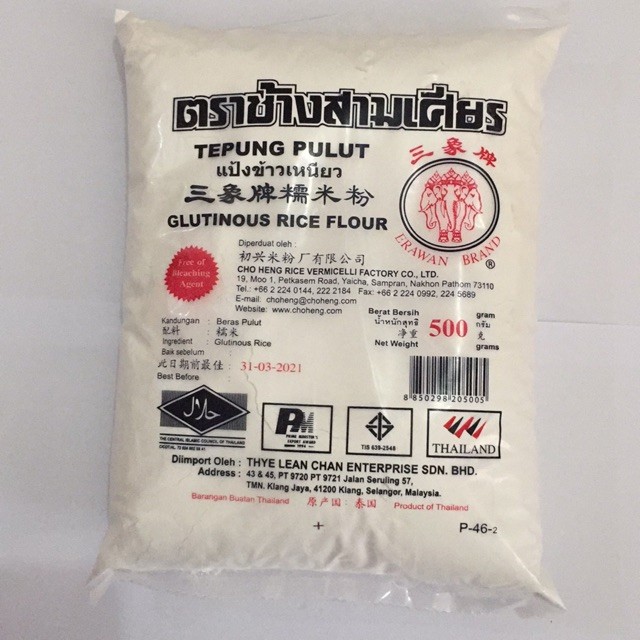 ตราช้างสามเศียร
TEPUNG PULUT
แป้งข้าวเหนียว
三象牌糯米粉
GLUTINOUS RICE FLOUR
三象牌
ERAWAN BRAND
®
Free of
Bleaching
Agent
Diperduat oleh :
初兴米粉厂有限公司
CHO HENG RICE VERMICELLI FACTORY CO., LTD.
19, Moo 1, Petkasem Road, Yaicha, Sampran, Nakhon Pathom 73110
Tel.: +66 2 224 0144, 222 2184 Fax: +66 2 224 0992, 224 5689
E-mail: choheng@choheng.com
Website: www.choheng.com
Kandungan : Beras Pulut
配料 : 糯米
Ingredient : Glutinous Rice
Baik sebelum
此日期前最佳 : 31-03-2021
Best Before
Berat Bersih gram
น้ำหนักสุทธิ 500 กรัม
净重 克
Net Weight grams
8 850298 205005
حلال
THE CENTRAL ISLAMIC COUNCIL OF THAILAND
PM
PRIME MINISTER'S
EXPORT AWARD
TIS 639-2548
THAILAND
Diimport Oleh : THYE LEAN CHAN ENTERPRISE SDN. BHD.
Address : 43 & 45, PT 9720 PT 9721 Jalan Seruling 57,
TMN. Klang Jaya, 41200 Klang, Selangor, Malaysia.
Barangan Buatan Thailand 原产国 : 泰国 Product of Thailand
P-46-2